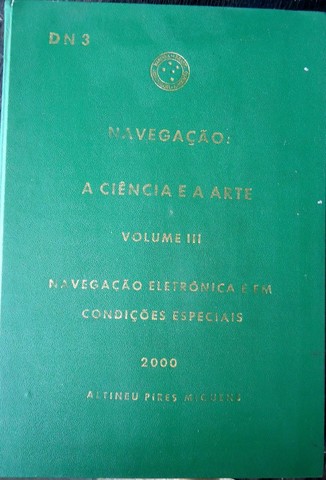 DN 3
NAVEGAÇÃO:
A CIÊNCIA E A ARTE
VOLUME III
NAVEGAÇÃO ELETRÔNICA E EM
CONDIÇÕES ESPECIAIS
2000
ALTINEU PIRES MIGUENS